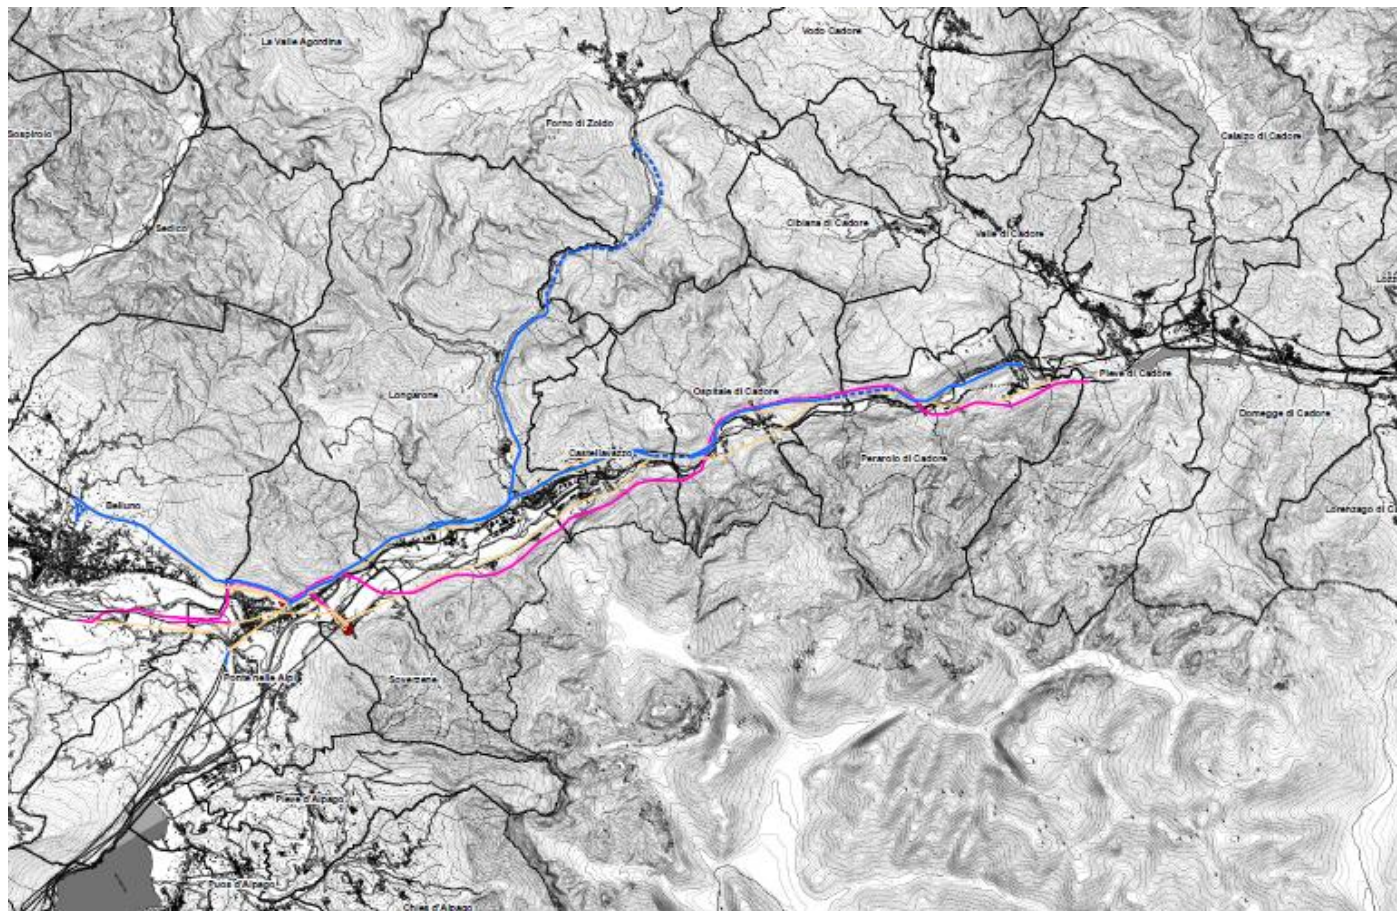 La Valle Agordina
Vodo Cadore
Forno di Zoldo
Sospirolo
Calalzo di Cadore
Sedico
Cibiana di Cadore
Valle di Cadore
Pieve di Cadore
Ospitale di Cadore
Longarone
Domegge di Cadore
Castellavazzo
Perarolo di Cadore
Belluno
Lorenzago di C
Ponte nelle Alpi
Soverzene
Pieve d'Alpago
Puos d'Alpago
Chies d'Alpago